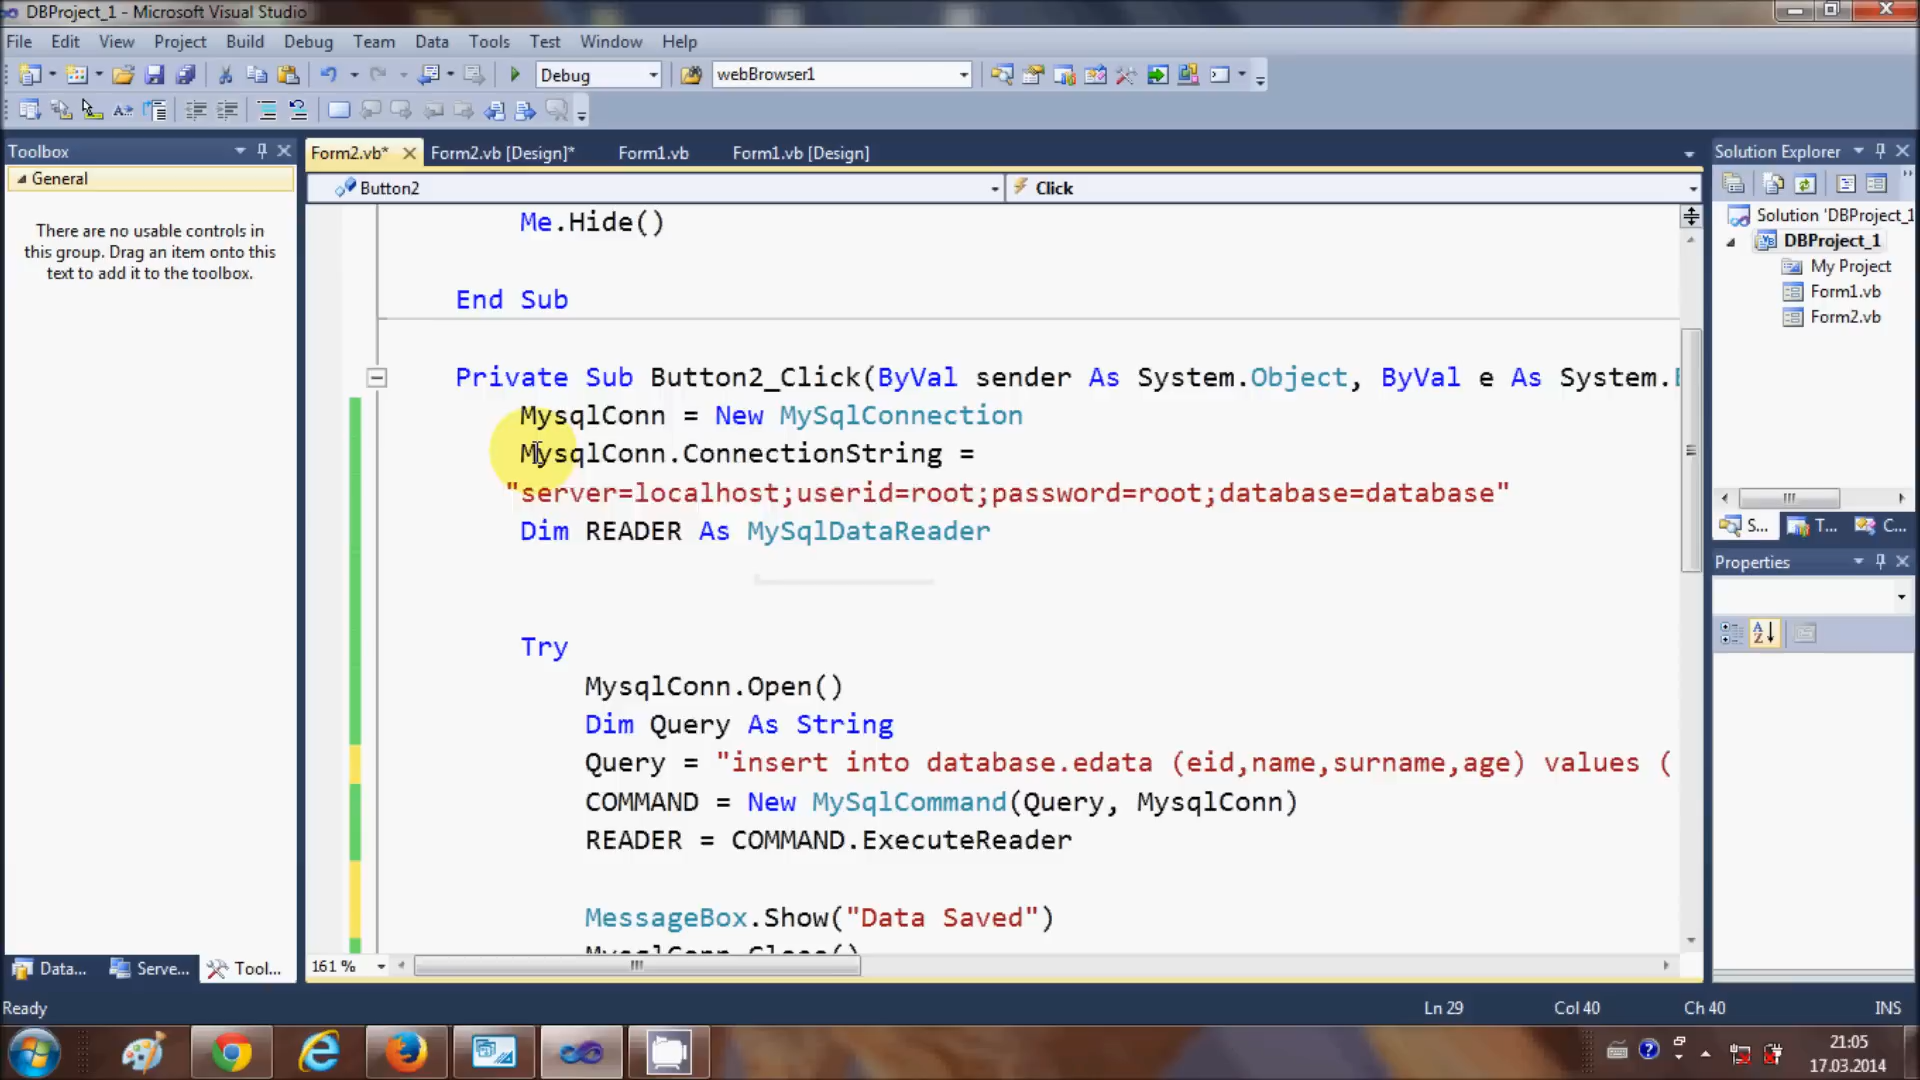 DBProject_1 - Microsoft Visual Studio
File Edit View Project Build Debug Team Data Tools Test Window Help
Debug
webBrowser1
Toolbox
General
There are no usable controls in
this group. Drag an item onto this
text to add it to the toolbox.
Data...
Serve...
Tool...
Form2.vb*
Form2.vb [Design]*
Form1.vb
Form1.vb [Design]
Button2
Click
Me.Hide()
End Sub
Private Sub Button2_Click(ByVal sender As System.Object, ByVal e As System.
MysqlConn = New MySqlConnection
MysqlConn.ConnectionString =
"server=localhost;userid=root;password=root;database=database"
Dim READER As MySqlDataReader
Try
MysqlConn.Open()
Dim Query As String
Query = "insert into database.edata (eid,name,surname,age) values (
COMMAND = New MySqlCommand(Query, MysqlConn)
READER = COMMAND.ExecuteReader
MessageBox.Show("Data Saved")
MysqlConn.Close()
161 %
Solution Explorer
Solution 'DBProject_1
DBProject_1
My Project
Form1.vb
Form2.vb
S...
T...
C...
Properties
Ready
Ln 29
Col 40
Ch 40
INS
21:05
17.03.2014